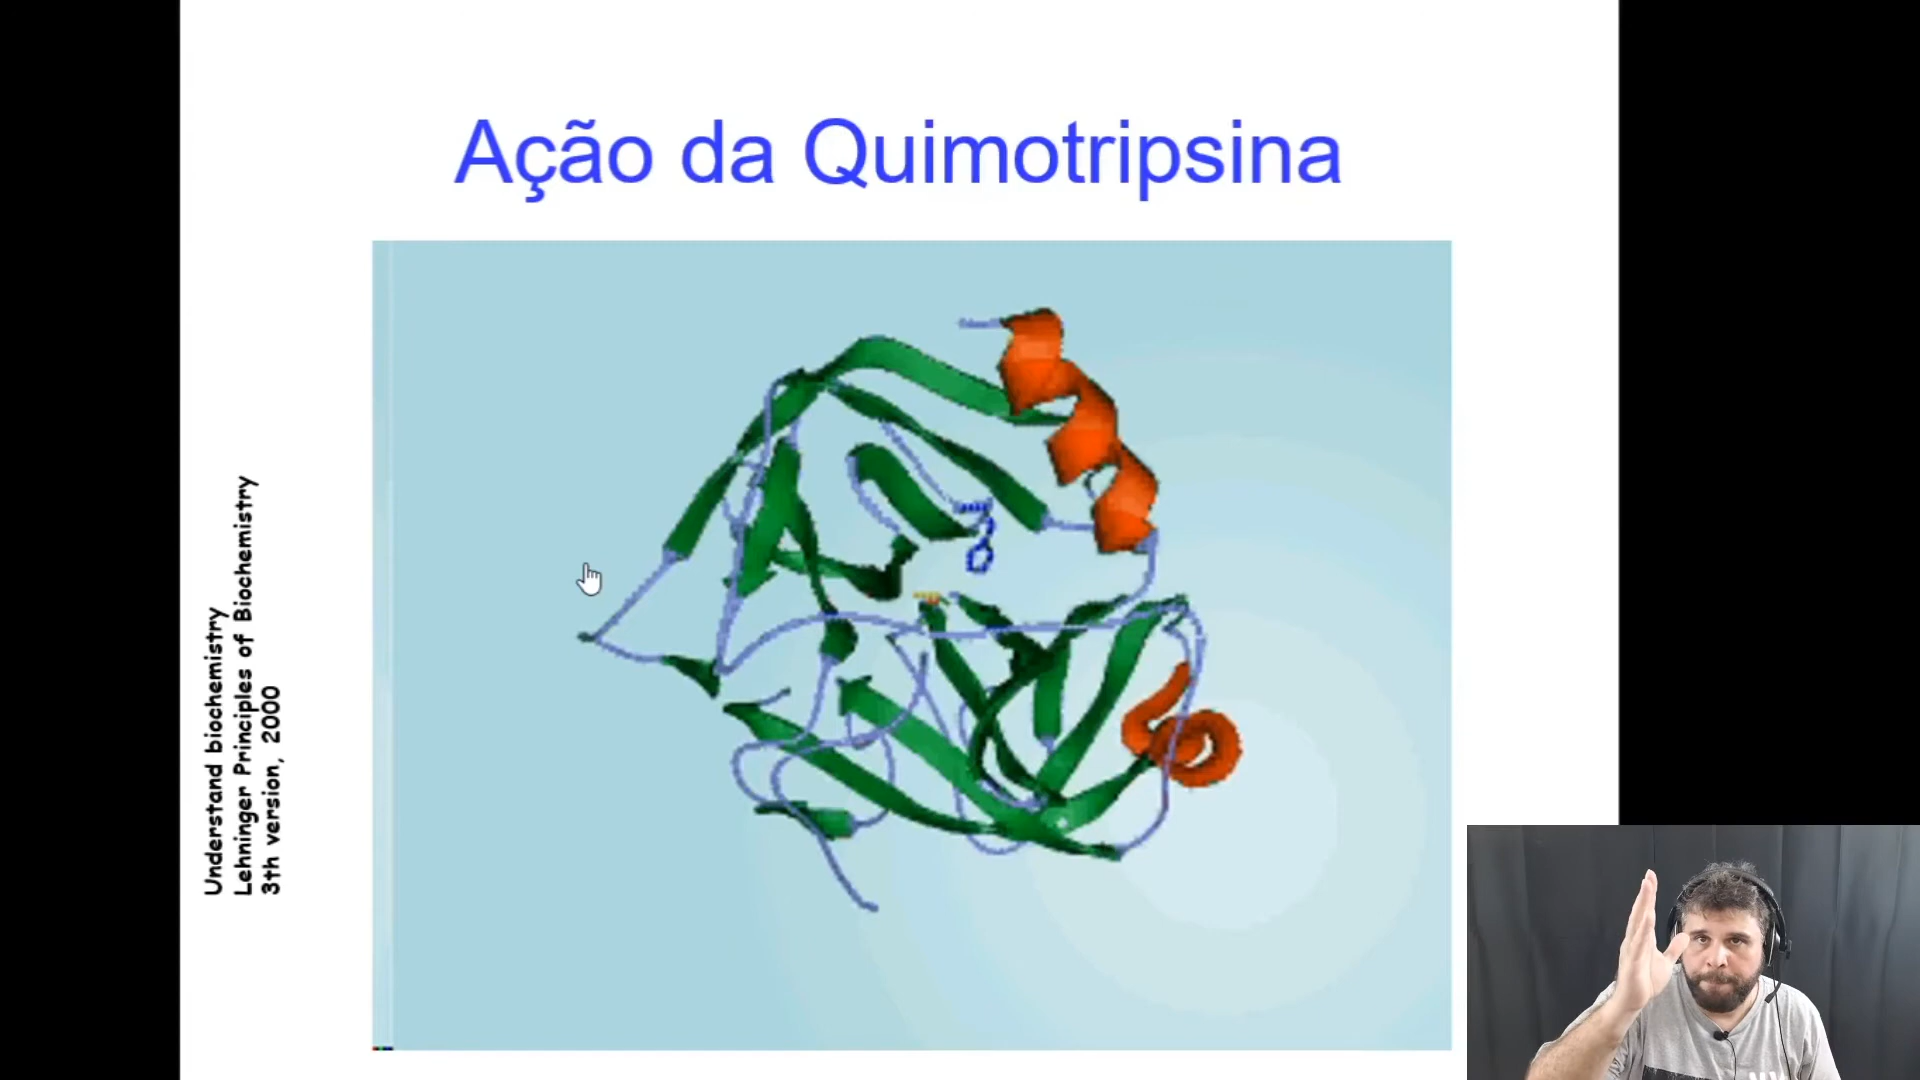 Ação da Quimotripsina
Understand biochemistry
Lehninger Principles of Biochemistry
3th version, 2000